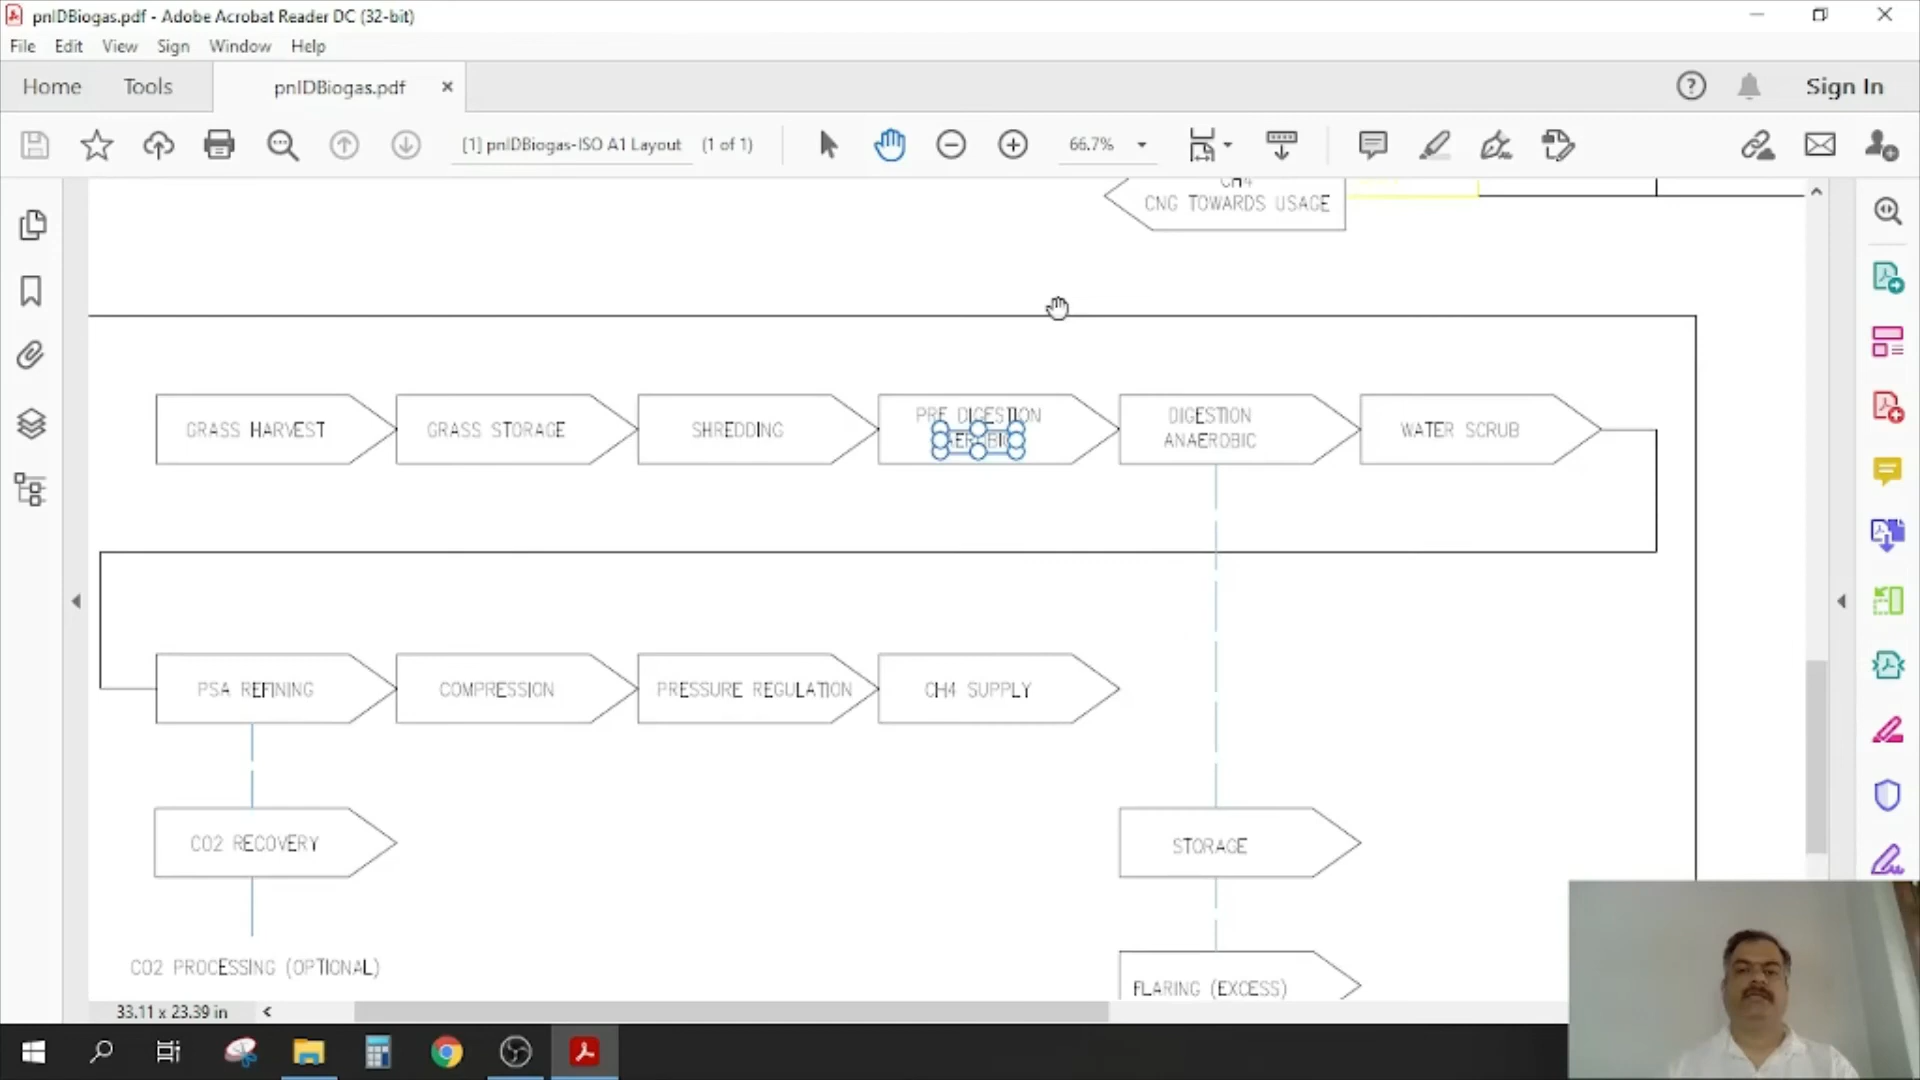 pnIDBiogas.pdf - Adobe Acrobat Reader DC (32-bit)
File Edit View Sign Window Help
Home Tools pnIDBiogas.pdf × Sign In
[1] pnIDBiogas-ISO A1 Layout (1 of 1) 66.7%
CH4
CNG TOWARDS USAGE
GRASS HARVEST
GRASS STORAGE
SHREDDING
PRE DIGESTION
AEROBIC
DIGESTION
ANAEROBIC
WATER SCRUB
PSA REFINING
COMPRESSION
PRESSURE REGULATION
CH4 SUPPLY
CO2 RECOVERY
STORAGE
CO2 PROCESSING (OPTIONAL)
FLARING (EXCESS)
33.11 x 23.39 in